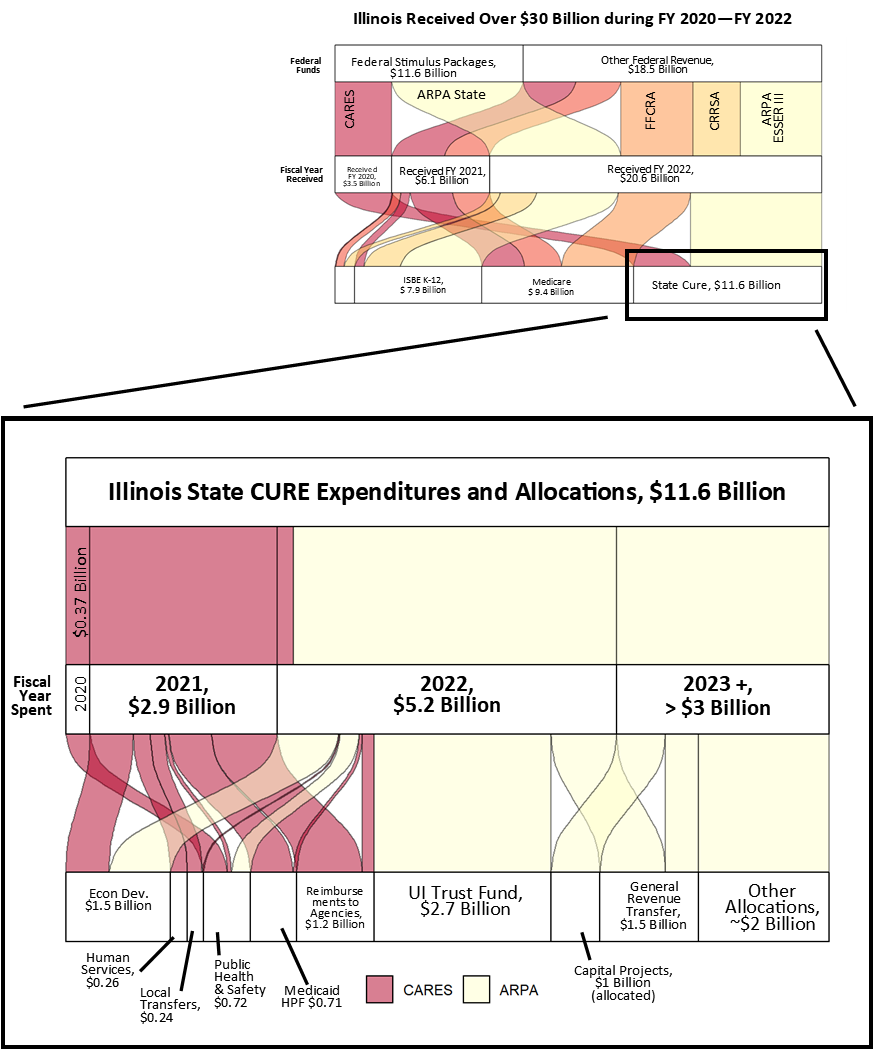 Illinois Received Over $30 Billion during FY 2020—FY 2022
Federal
Funds
Federal Stimulus Packages,
$11.6 Billion
Other Federal Revenue,
$18.5 Billion
CARES
ARPA State
FFCRA
CRRSA
ARPA
ESSER III
Fiscal Year
Received
Received
FY 2020,
$3.5 Billion
Received FY 2021,
$6.1 Billion
Received FY 2022,
$20.6 Billion
ISBE K-12,
$ 7.9 Billion
Medicare
$ 9.4 Billion
State Cure, $11.6 Billion
Illinois State CURE Expenditures and Allocations, $11.6 Billion
$0.37 Billion
Fiscal
Year
Spent
2020
2021,
$2.9 Billion
2022,
$5.2 Billion
2023 +,
> $3 Billion
Econ Dev.
$1.5 Billion
Reimburse
ments to
Agencies,
$1.2 Billion
UI Trust Fund,
$2.7 Billion
General
Revenue
Transfer,
$1.5 Billion
Other
Allocations,
~$2 Billion
Human
Services,
$0.26
Local
Transfers,
$0.24
Public
Health
& Safety
$0.72
Medicaid
HPF $0.71
CARES
ARPA
Capital Projects,
$1 Billion
(allocated)